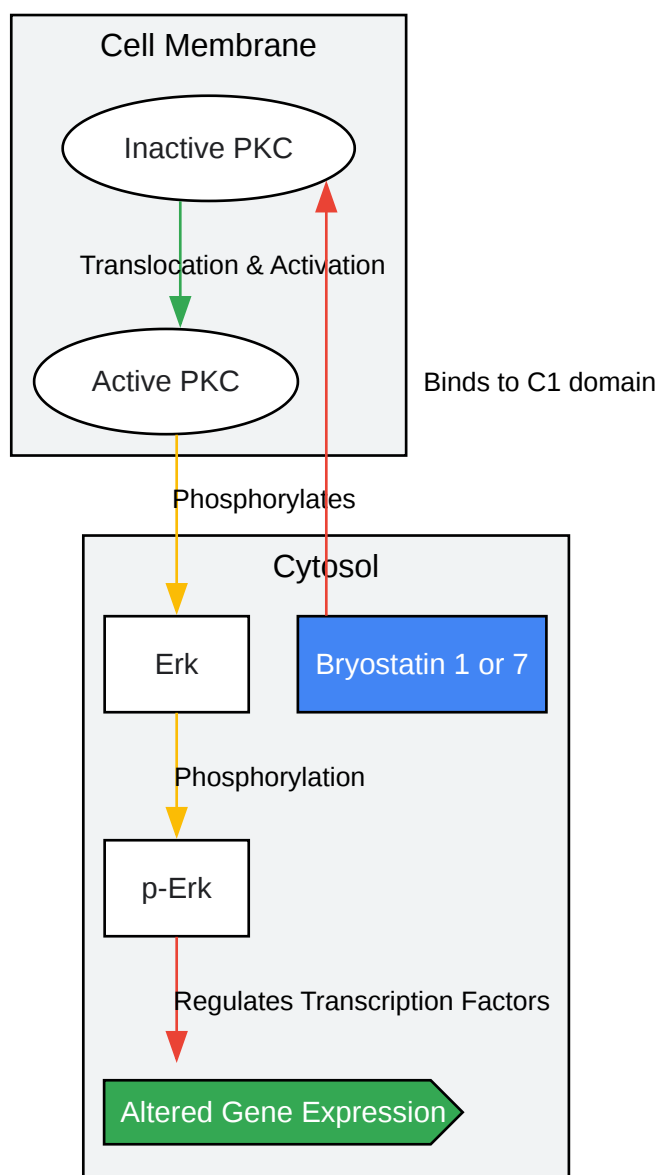 Cell Membrane
Inactive PKC
Translocation & Activation
Active PKC
Binds to C1 domain
Phosphorylates
Cytosol
Erk
Bryostatin 1 or 7
Phosphorylation
p-Erk
Regulates Transcription Factors
Altered Gene Expression